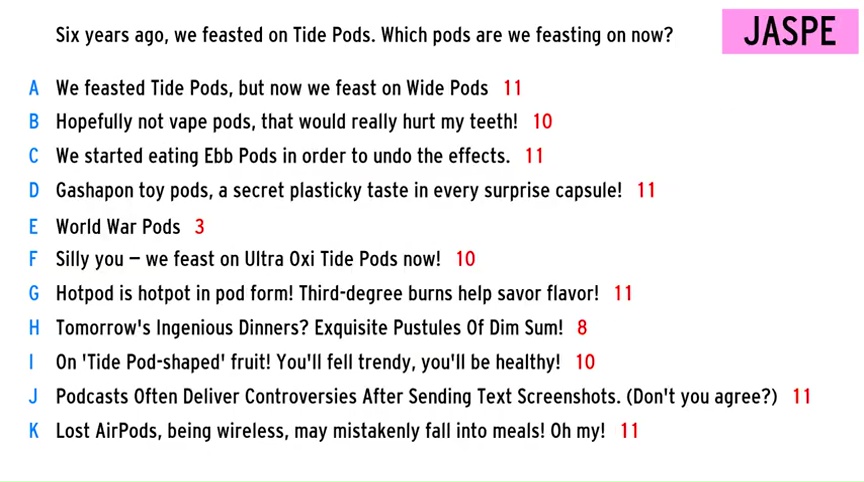 Six years ago, we feasted on Tide Pods. Which pods are we feasting on now?
JASPE
A We feasted Tide Pods, but now we feast on Wide Pods 11
B Hopefully not vape pods, that would really hurt my teeth! 10
C We started eating Ebb Pods in order to undo the effects. 11
D Gashapon toy pods, a secret plasticky taste in every surprise capsule! 11
E World War Pods 3
F Silly you – we feast on Ultra Oxi Tide Pods now! 10
G Hotpod is hotpot in pod form! Third-degree burns help savor flavor! 11
H Tomorrow's Ingenious Dinners? Exquisite Pustules Of Dim Sum! 8
I On 'Tide Pod-shaped' fruit! You'll fell trendy, you'll be healthy! 10
J Podcasts Often Deliver Controversies After Sending Text Screenshots. (Don't you agree?) 11
K Lost AirPods, being wireless, may mistakenly fall into meals! Oh my! 11